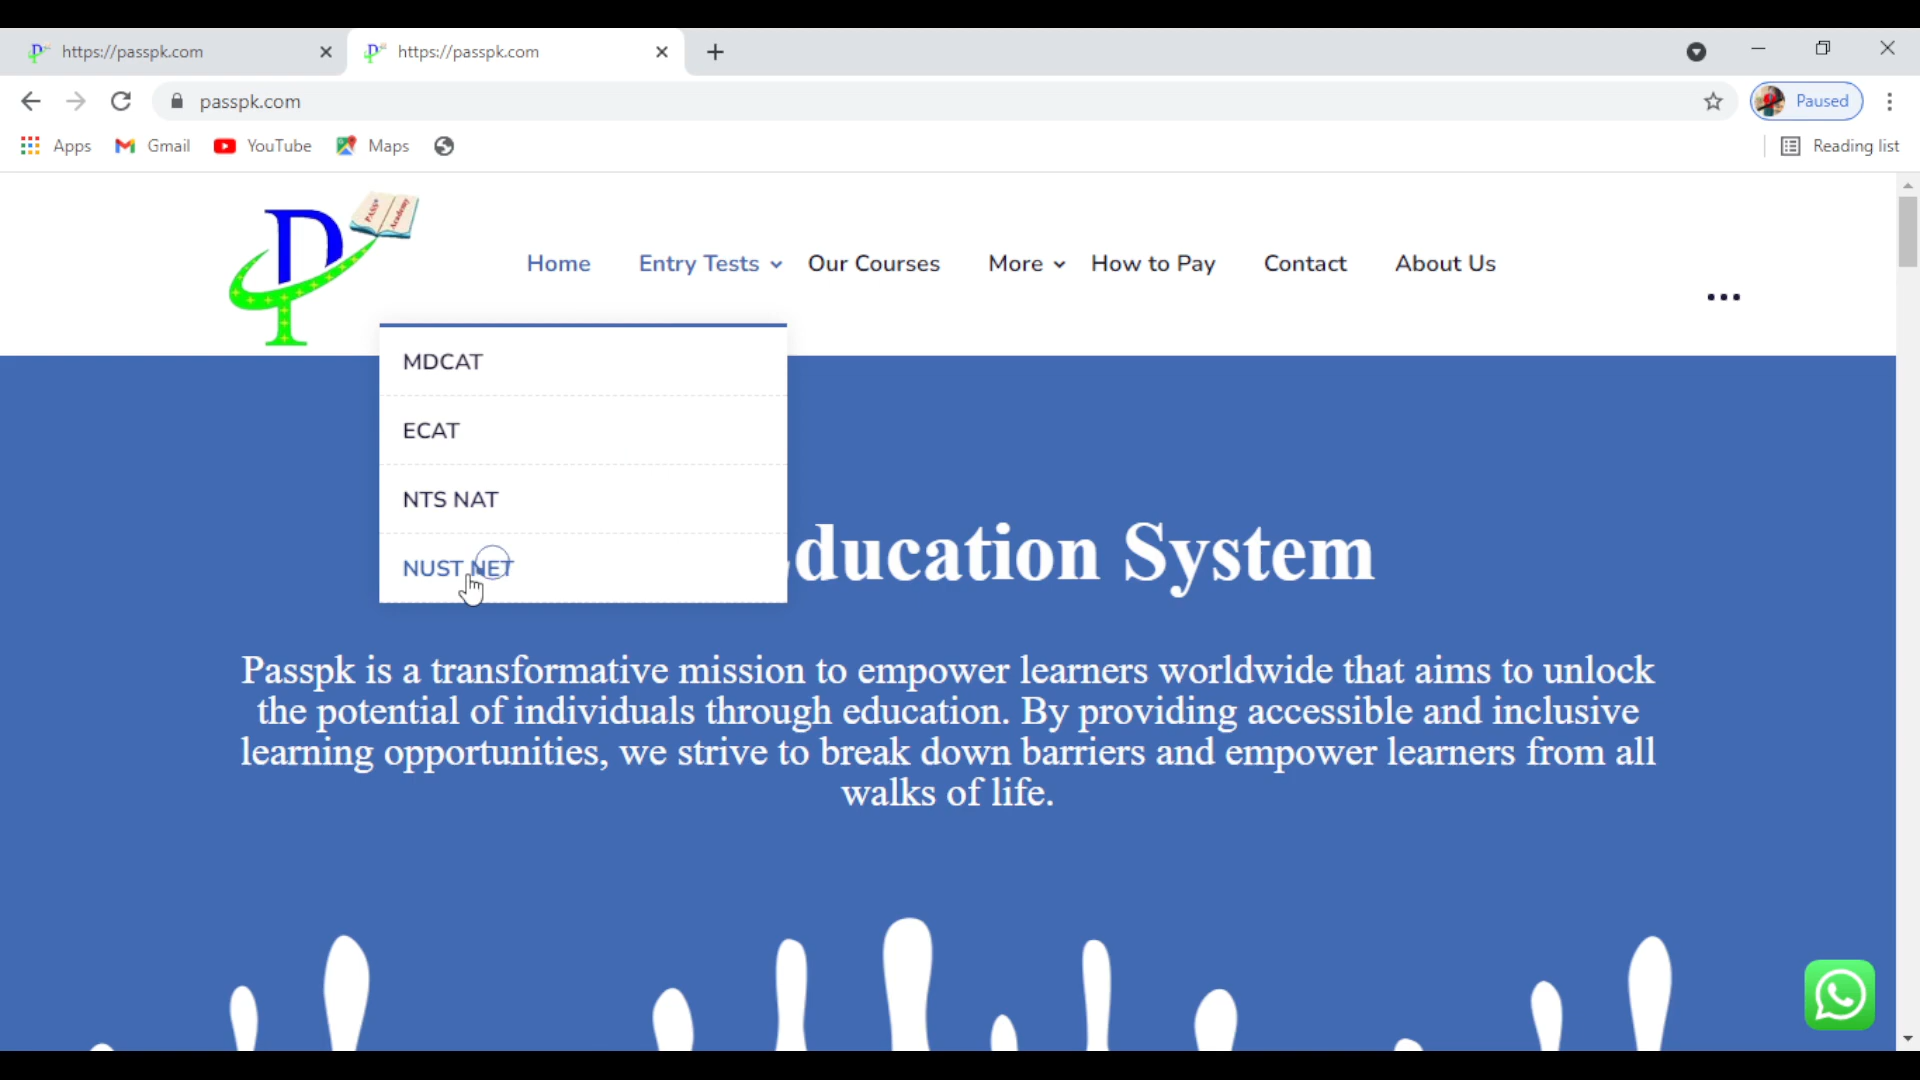 https://passpk.com
https://passpk.com
passpk.com
Paused
Apps
Gmail
YouTube
Maps
Reading list
PASS
Academy
Home
Entry Tests
Our Courses
More
How to Pay
Contact
About Us
MDCAT
ECAT
NTS NAT
NUST NET
ducation System
Passpk is a transformative mission to empower learners worldwide that aims to unlock
the potential of individuals through education. By providing accessible and inclusive
learning opportunities, we strive to break down barriers and empower learners from all
walks of life.